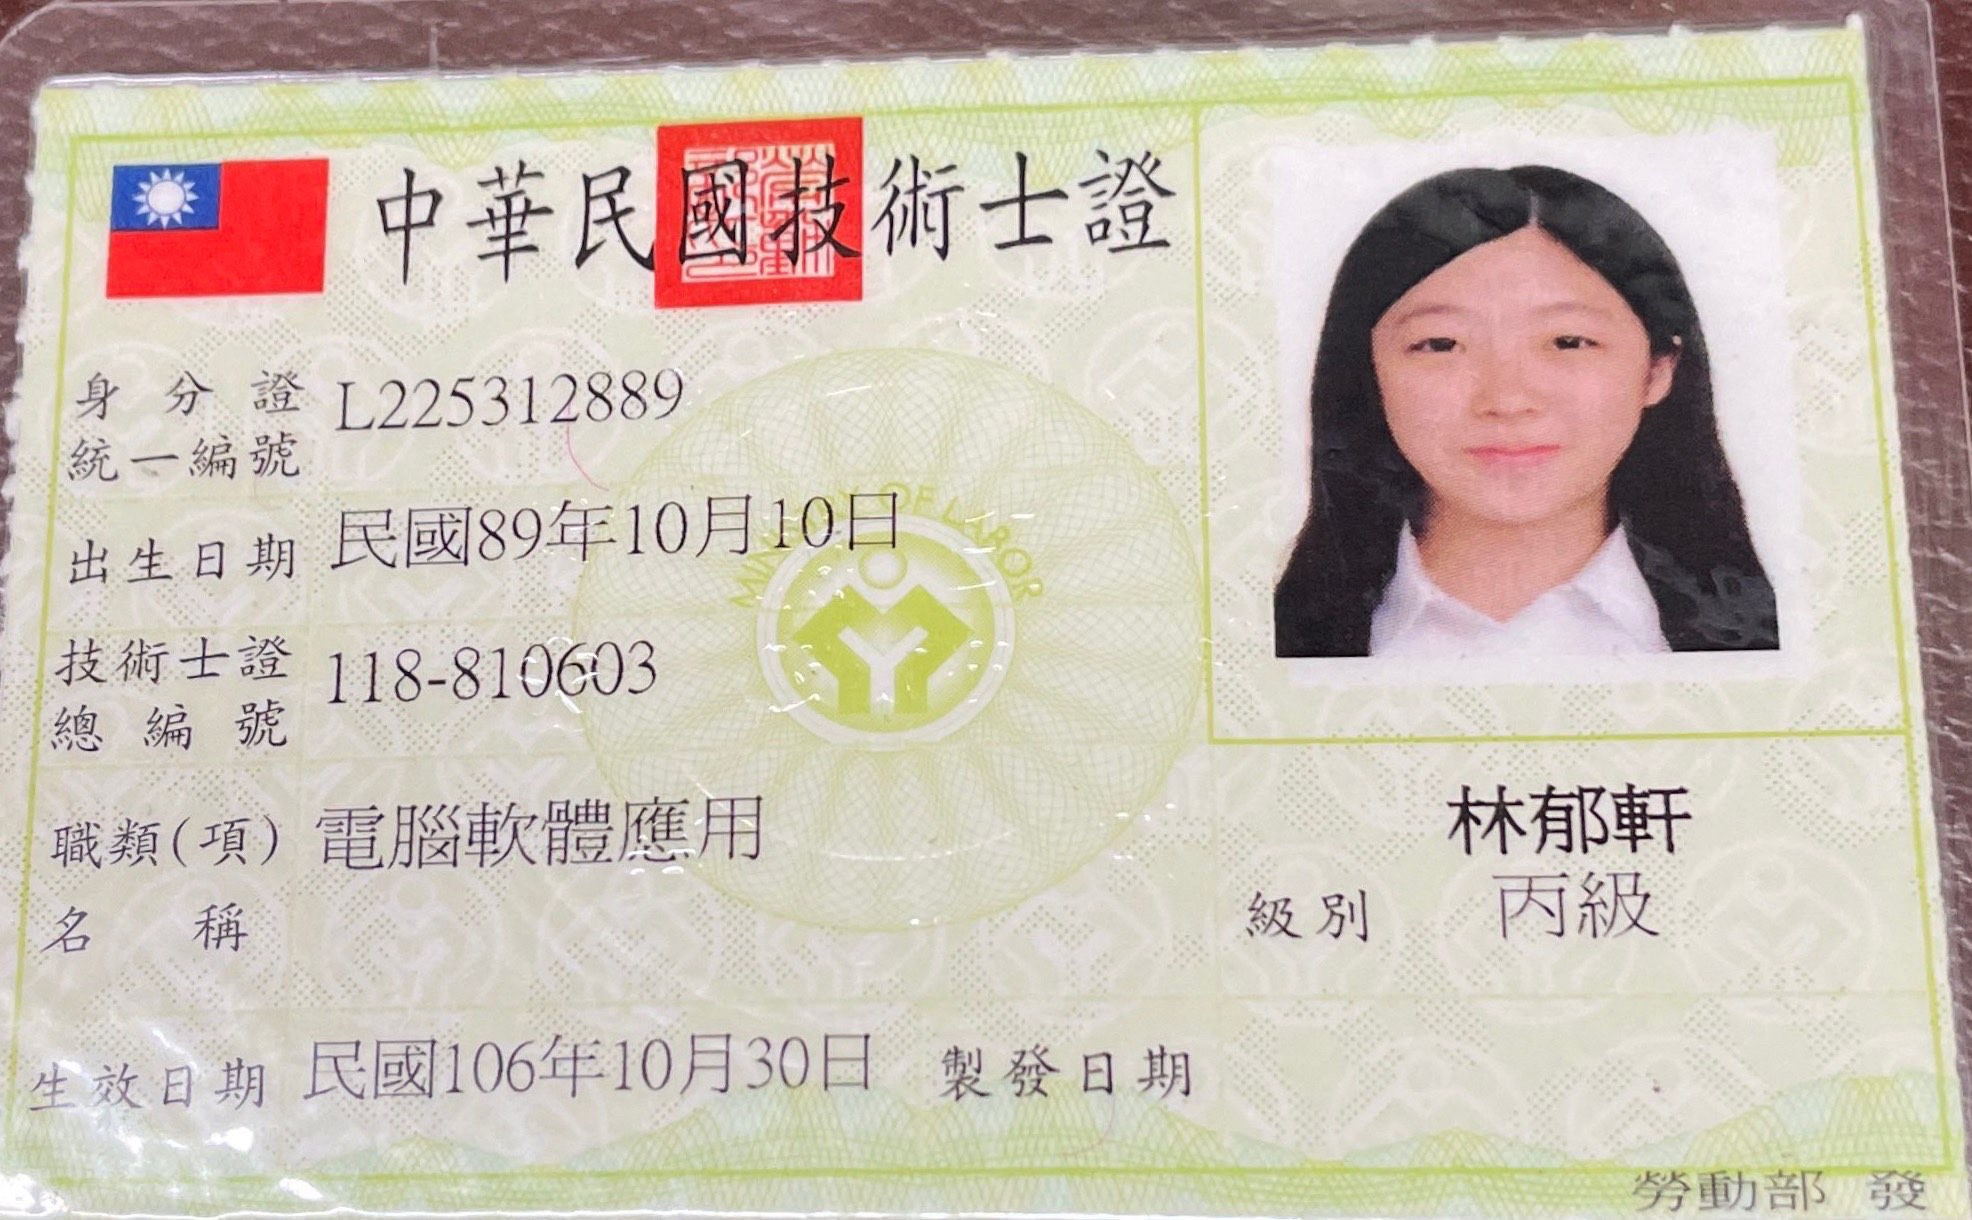 中華民國技術士證
身分證統一編號 L225312889
出生日期 民國89年10月10日
技術士證總編號 118-810603
職類(項)名稱 電腦軟體應用
林郁軒
級別 丙級
生效日期 民國106年10月30日 製發日期
勞動部 發
MINISTRY OF LABOR